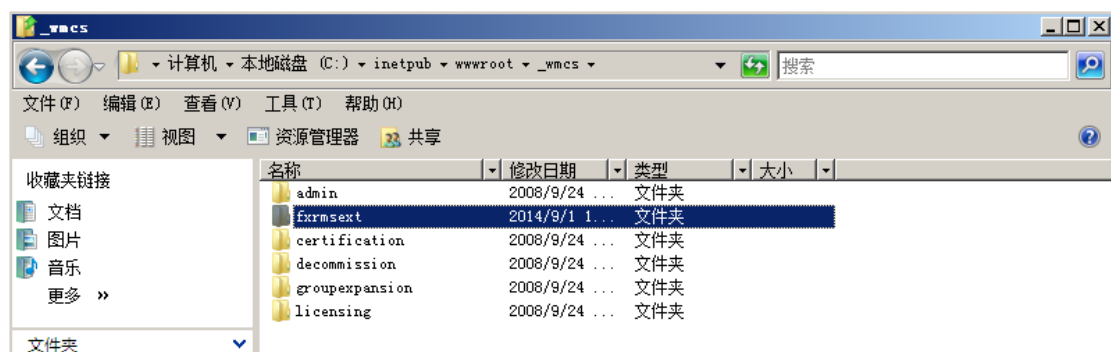 _wmcs
计算机 本地磁盘 (C:) inetpub wwwroot _wmcs 搜索
文件(F) 编辑(E) 查看(V) 工具(T) 帮助(H)
组织 视图 资源管理器 共享
收藏夹链接
文档
图片
音乐
更多 »
文件夹
名称 修改日期 类型 大小
admin 2008/9/24 ... 文件夹
fxrmsext 2014/9/1 1... 文件夹
certification 2008/9/24 ... 文件夹
decommission 2008/9/24 ... 文件夹
groupexpansion 2008/9/24 ... 文件夹
licensing 2008/9/24 ... 文件夹